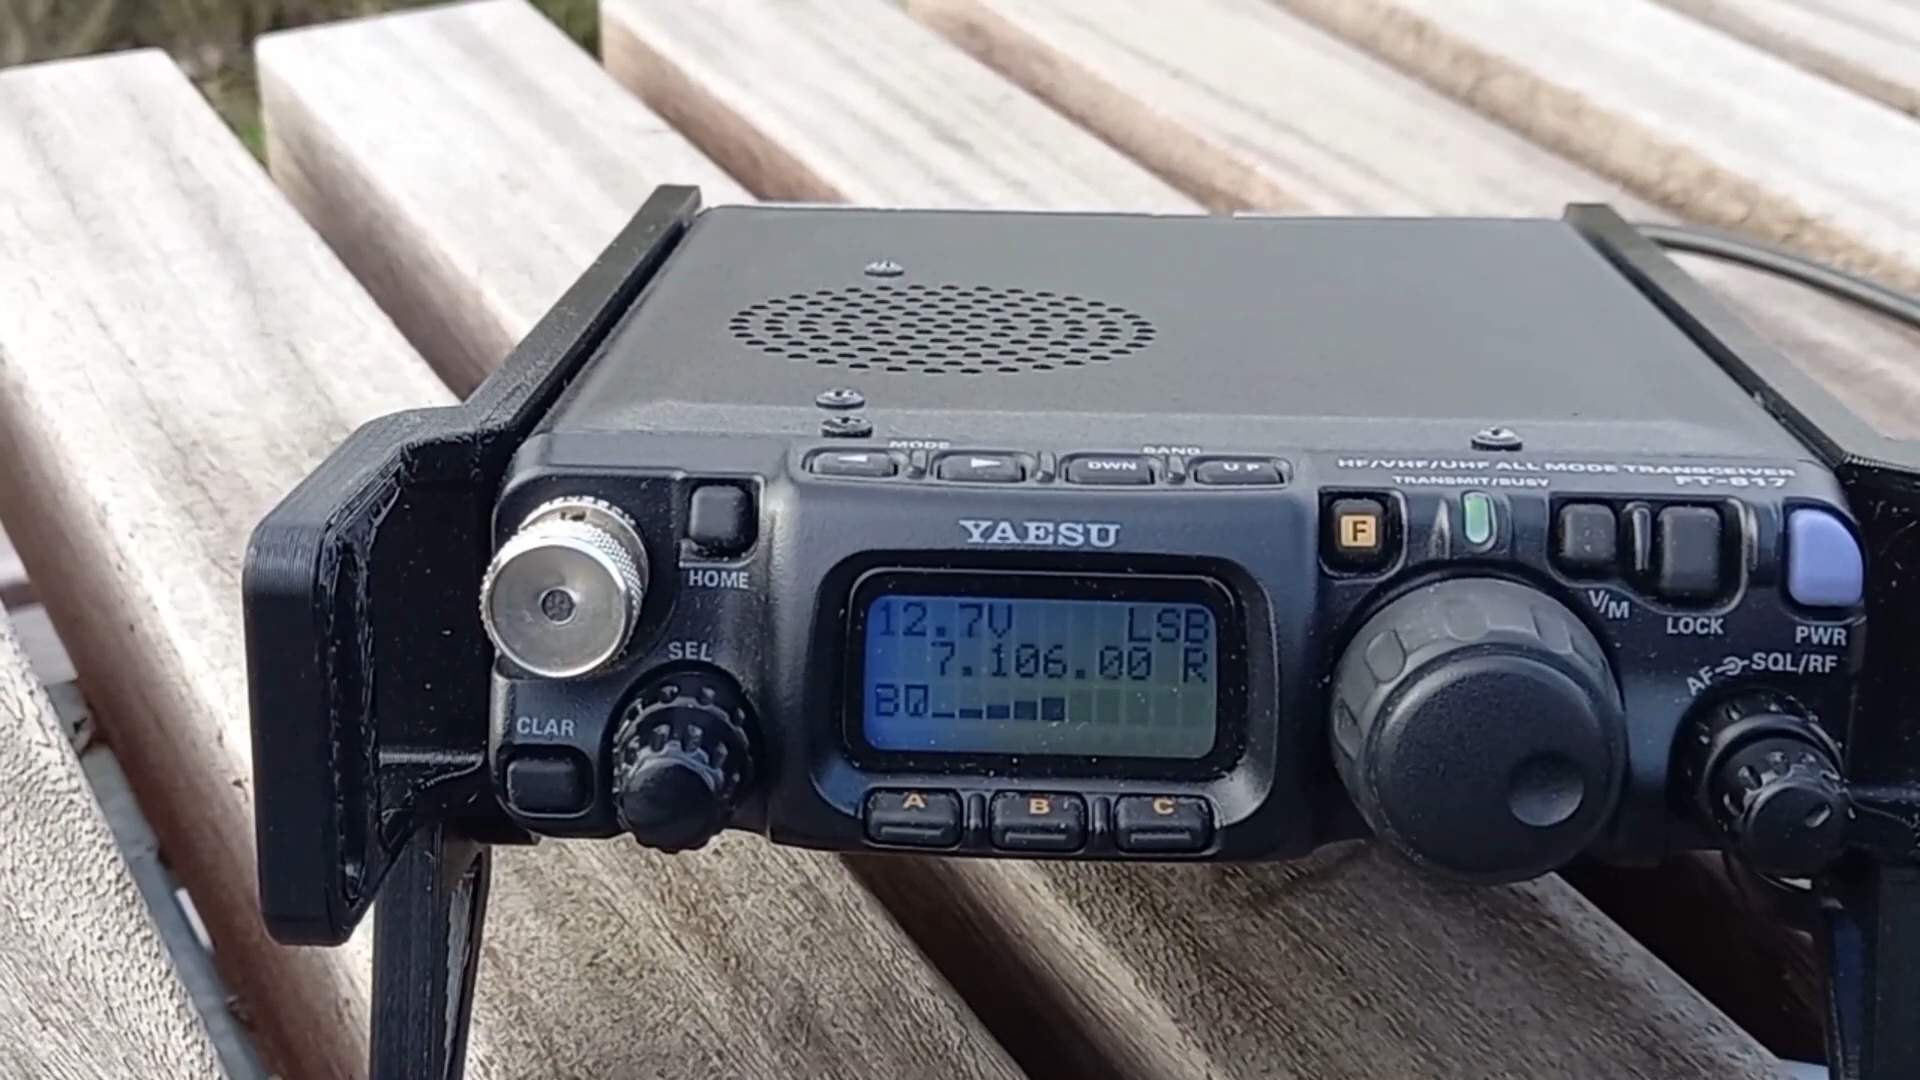 MODE
BAND
DWN
UP
HF/VHF/UHF ALL MODE TRANSCEIVER
TRANSMIT/BUSY
FT-817
YAESU
F
HOME
V/M
LOCK
PWR
SEL
AF
SQL/RF
CLAR
12.7V LSB
7.106.00 R
A
B
C